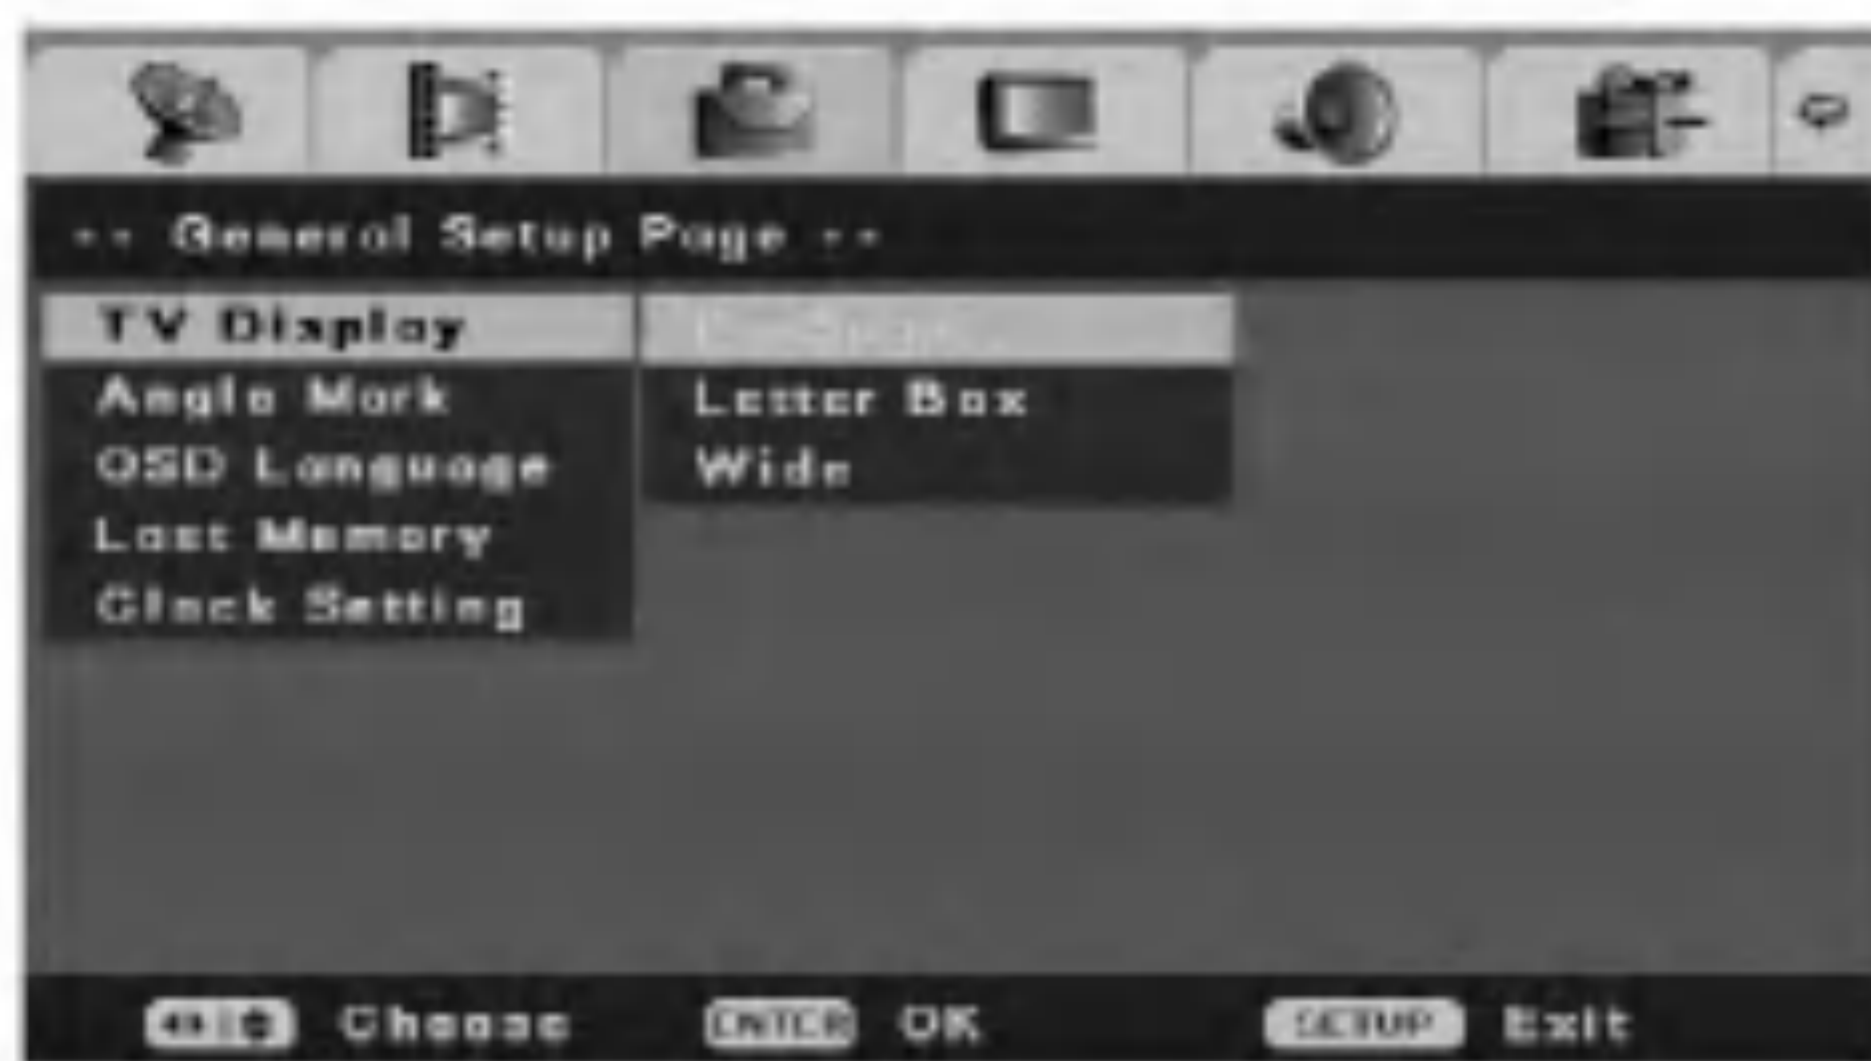 -- General Setup Page --
TV Display
Angle Mark
Letter Box
OSD Language
Wide
Last Memory
Clock Setting
Choose ENTER OK SETUP Exit